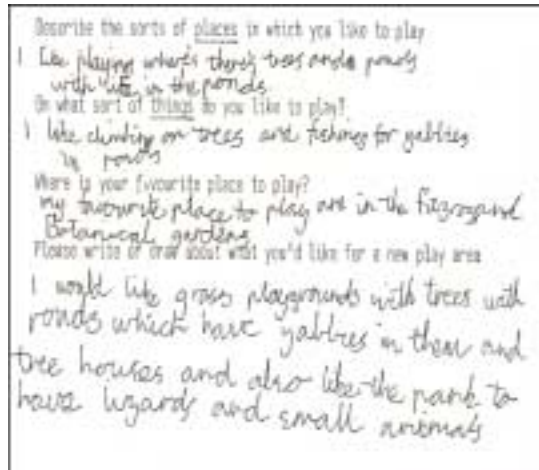 Describe the sorts of places in which you like to play
I like playing where's there's trees and ponds
with life in the ponds
On what sort of things do you like to play?
I like climbing on trees and fishing for yabbies
in ponds
Where is your favourite place to play?
my favourite place to play are in the Fitzroy and
Botanical gardens
Please write or draw about what you'd like for a new play area
I would like grass playgrounds with trees with
ponds which have yabbies in them and
tree houses and also like the park to
have lizards and small animals